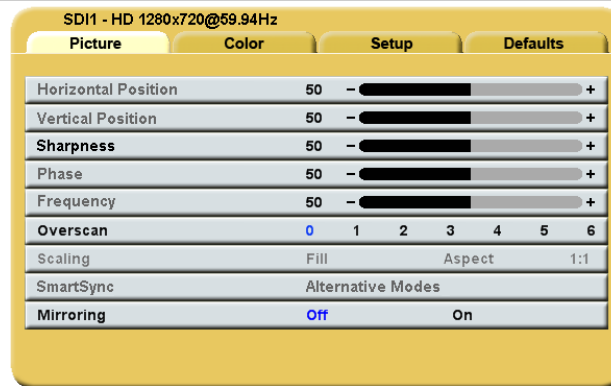 SDI1 - HD 1280x720@59.94Hz
Picture Color Setup Defaults
Horizontal Position 50 - +
Vertical Position 50 - +
Sharpness 50 - +
Phase 50 - +
Frequency 50 - +
Overscan 0 1 2 3 4 5 6
Scaling Fill Aspect 1:1
SmartSync Alternative Modes
Mirroring Off On